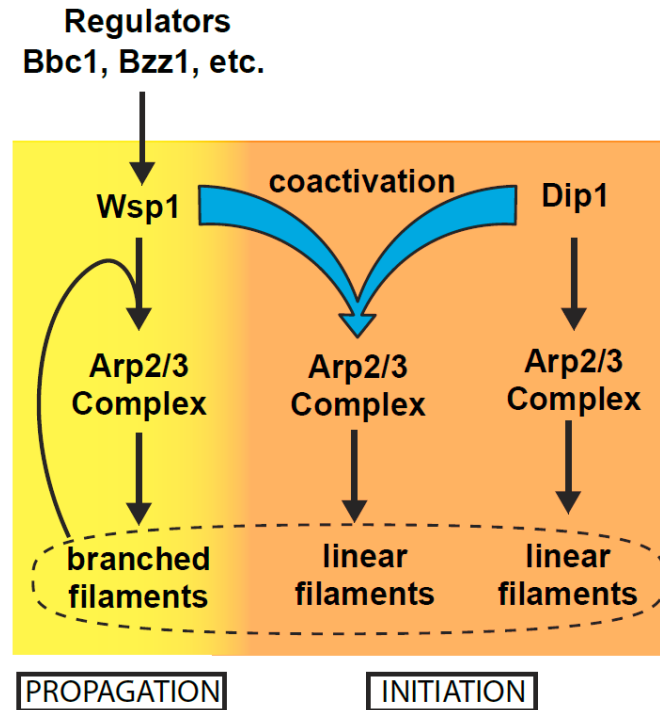 Regulators
Bbc1, Bzz1, etc.
coactivation
Wsp1
Dip1
Arp2/3
Complex
Arp2/3
Complex
Arp2/3
Complex
branched
filaments
linear
filaments
linear
filaments
PROPAGATION
INITIATION